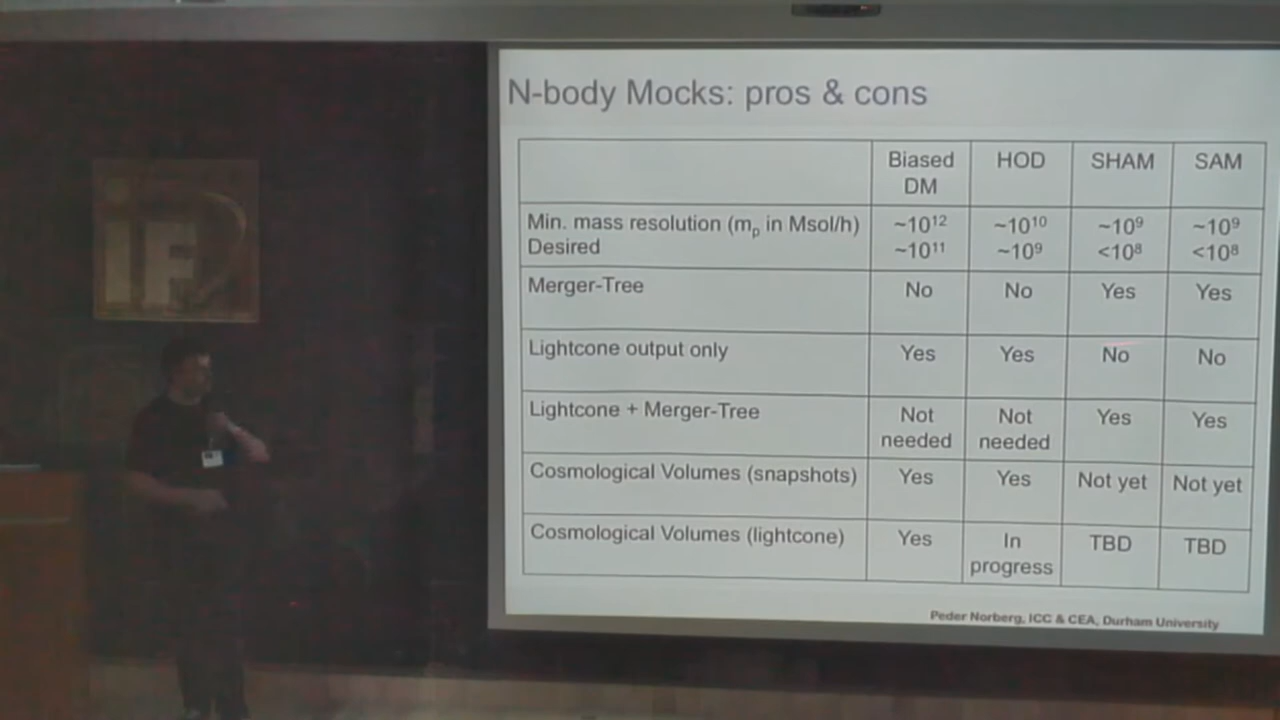 N-body Mocks: pros & cons
Biased DM HOD SHAM SAM
Min. mass resolution (mp in Msol/h) ~10¹² ~10¹⁰ ~10⁹ ~10⁹
Desired ~10¹¹ ~10⁹ <10⁸ <10⁸
Merger-Tree No No Yes Yes
Lightcone output only Yes Yes No No
Lightcone + Merger-Tree Not needed Not needed Yes Yes
Cosmological Volumes (snapshots) Yes Yes Not yet Not yet
Cosmological Volumes (lightcone) Yes In progress TBD TBD
Peder Norberg, ICC & CEA, Durham University